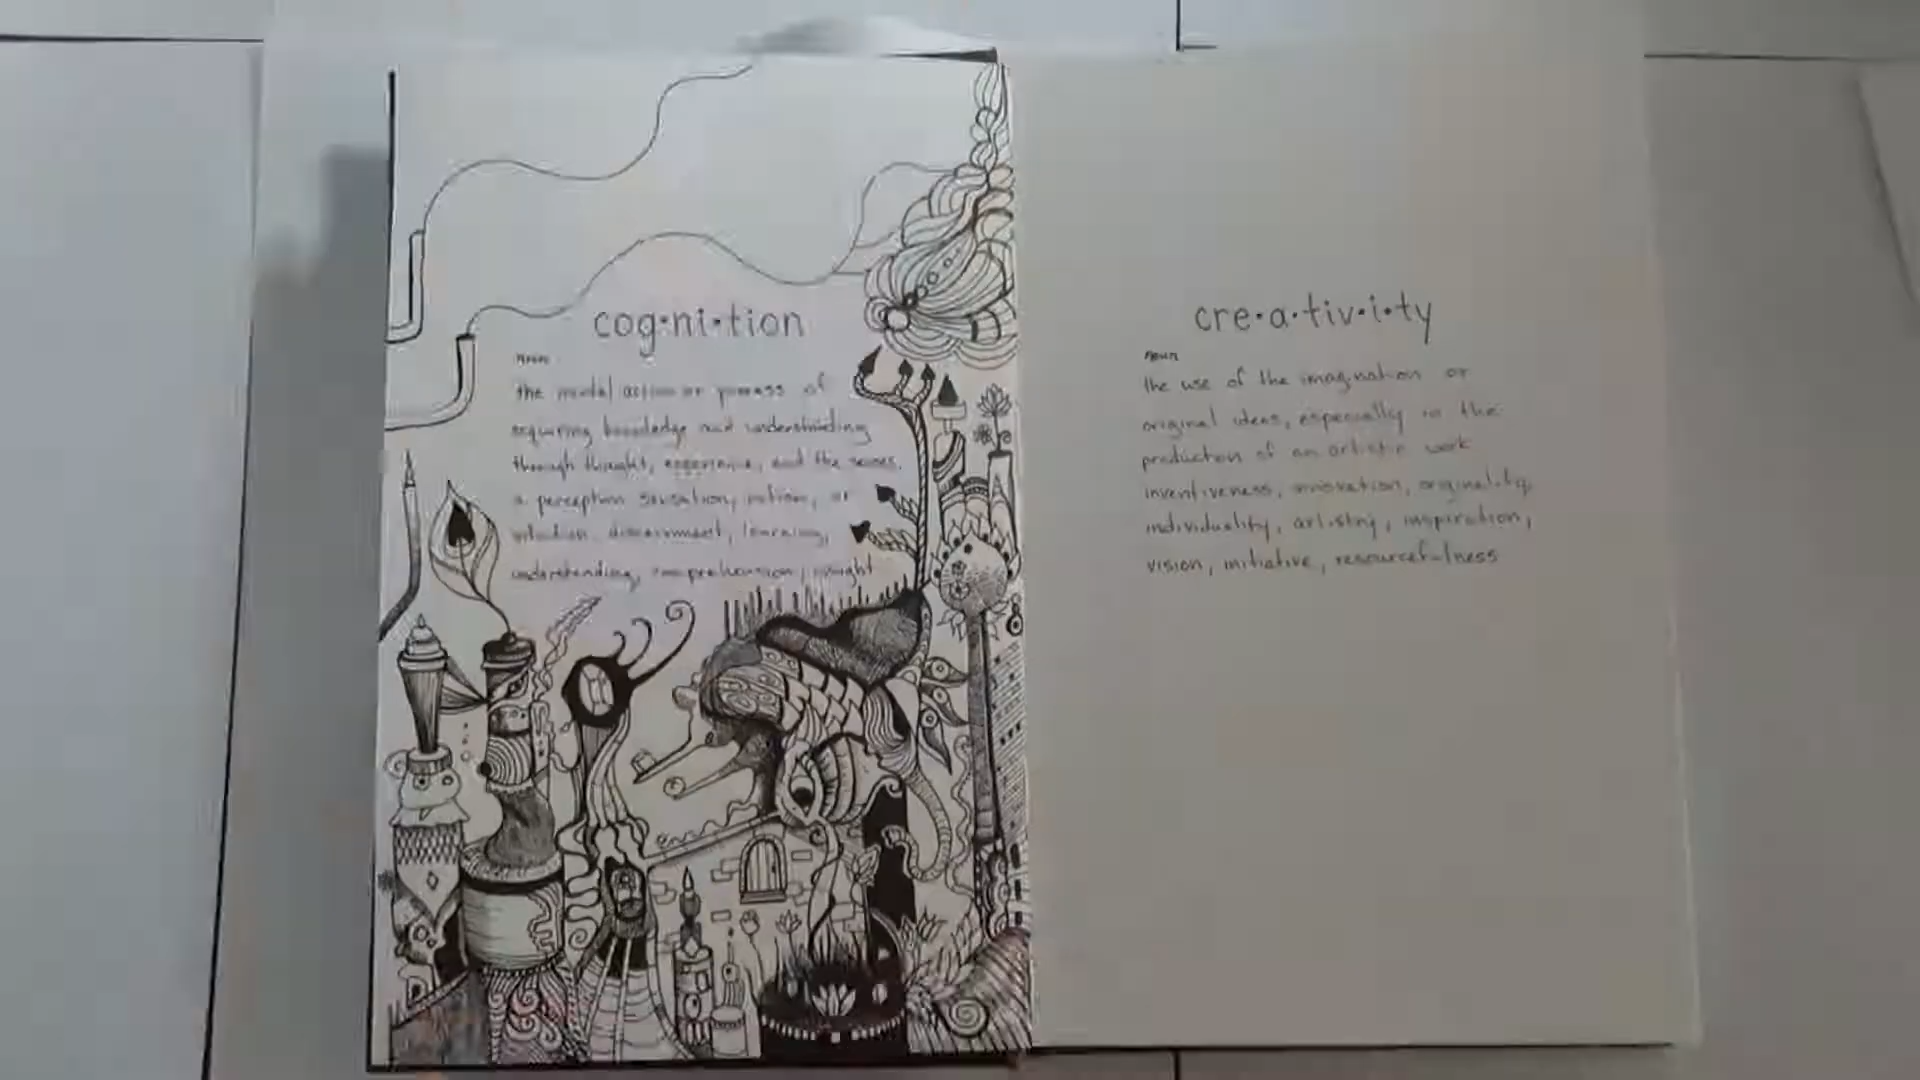 cog•ni•tion
noun
the mental action or process of
acquiring knowledge and understanding
through thought, experience, and the senses.
a perception sensation, notion, or
intuition. discernment, learning,
understanding, comprehension, insight
cre•a•tiv•i•ty
noun
the use of the imagination or
original ideas, especially in the
production of an artistic work
inventiveness, innovation, originality,
individuality, artistry, inspiration,
vision, initiative, resourcefulness